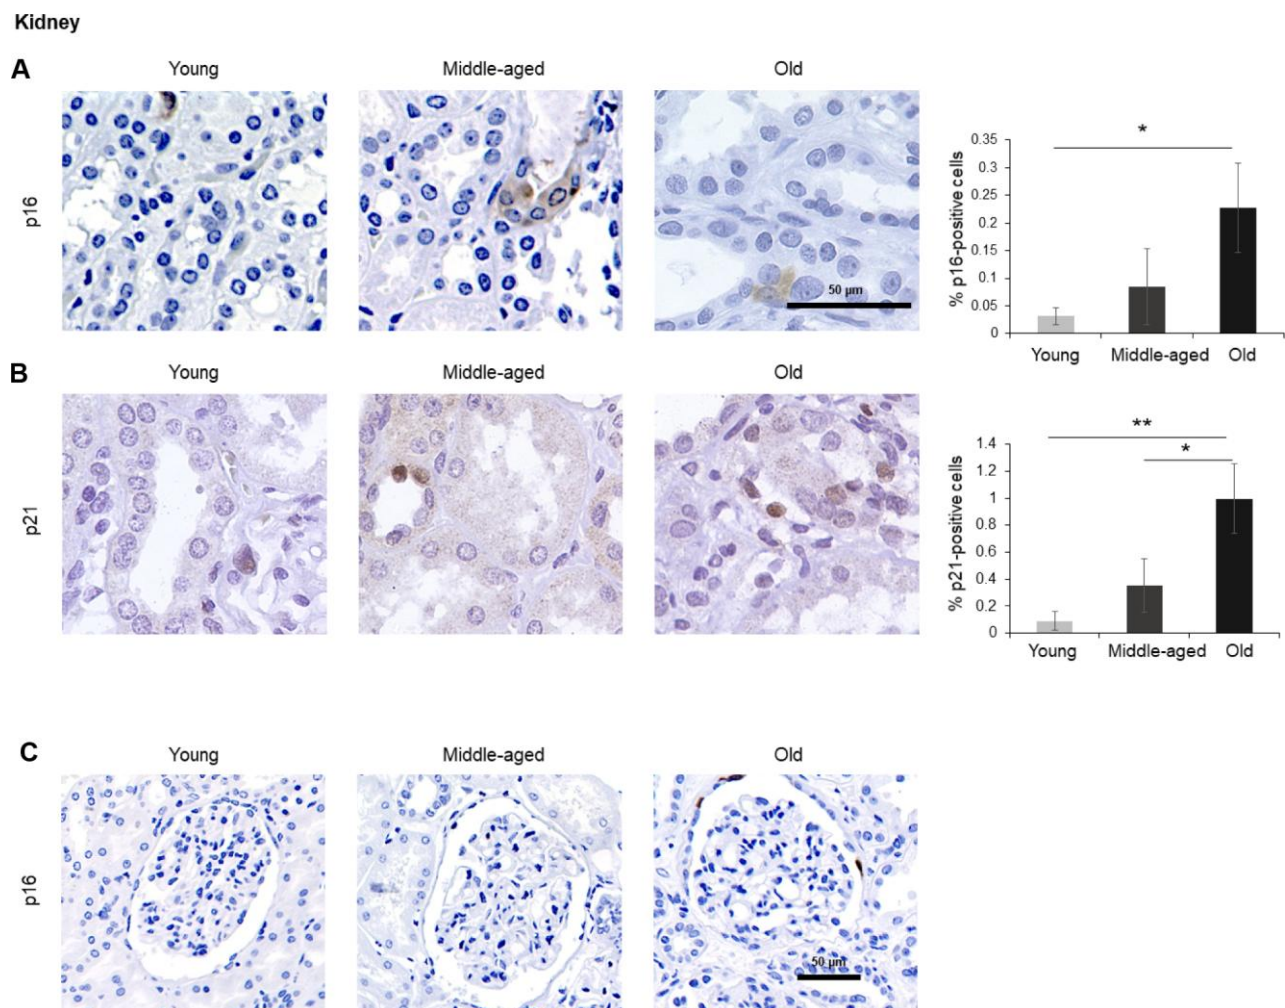 Kidney
A
Young
Middle-aged
Old
p16
50 µm
*
% p16-positive cells
0.35
0.3
0.25
0.2
0.15
0.1
0.05
0
Young
Middle-aged
Old
B
Young
Middle-aged
Old
p21
**
*
% p21-positive cells
1.4
1.2
1
0.8
0.6
0.4
0.2
0
Young
Middle-aged
Old
C
Young
Middle-aged
Old
p16
50 µm